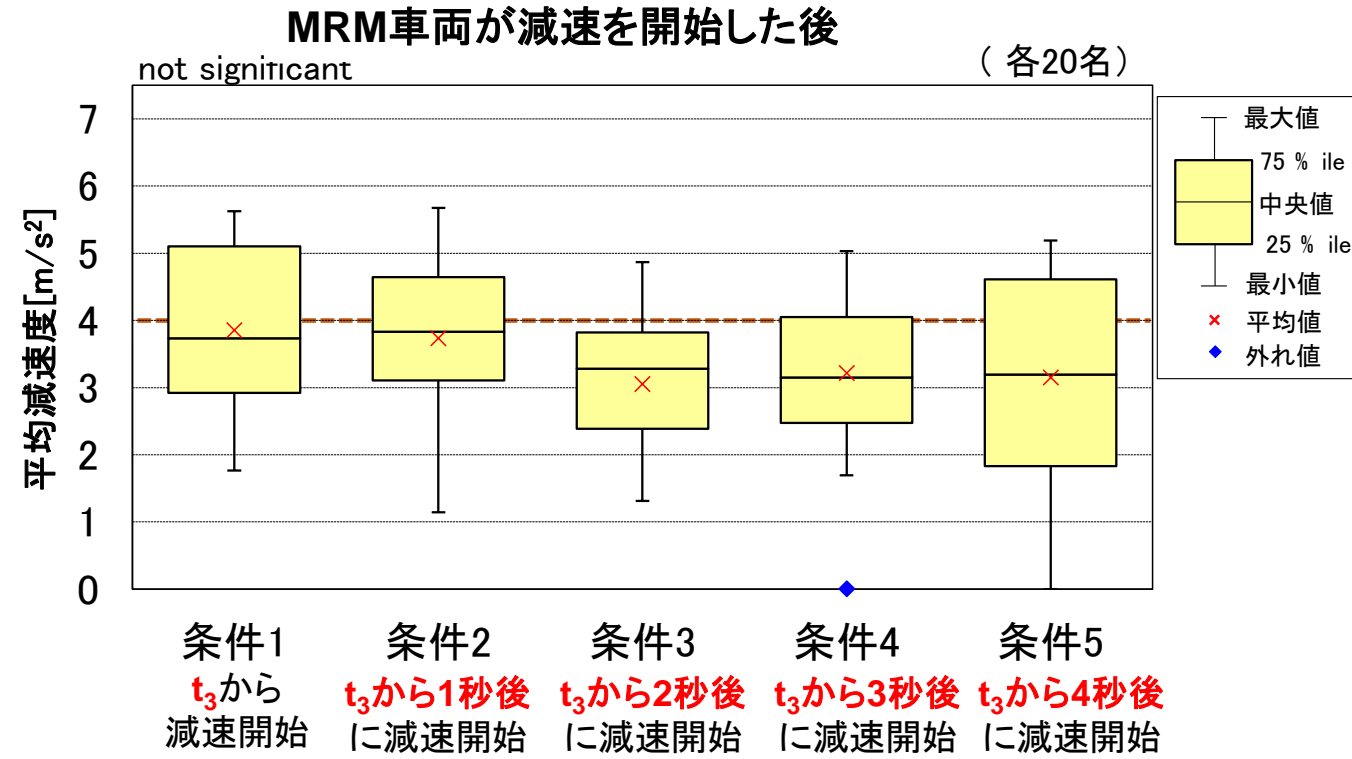 MRM車両が減速を開始した後
not significant
( 各20名)
平均減速度[m/s²]
7
6
5
4
3
2
1
0
最大値
75 % ile
中央値
25 % ile
最小値
平均値
外れ値
条件1
t₃から
減速開始
条件2
t₃から1秒後
に減速開始
条件3
t₃から2秒後
に減速開始
条件4
t₃から3秒後
に減速開始
条件5
t₃から4秒後
に減速開始